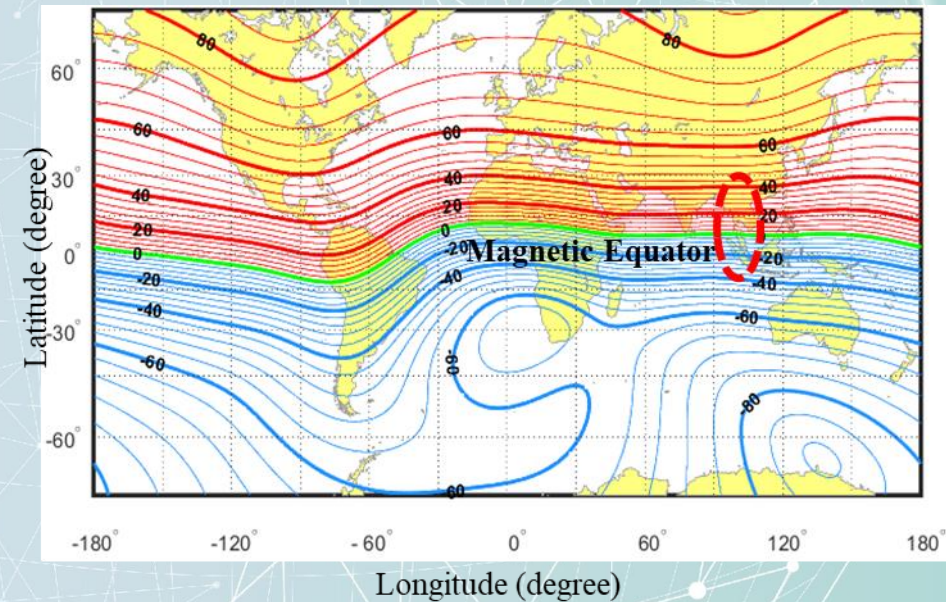 80 80
60°
60 60 60
30°
40 40 40
20 20 20
0 0
0°
Magnetic Equator
-20 -20 -20
-40 -40 -40
-30°
-60 -60 -60
-80
-60°
60
-180° -120° - 60° 0° 60° 120° 180°
Latitude (degree)
Longitude (degree)